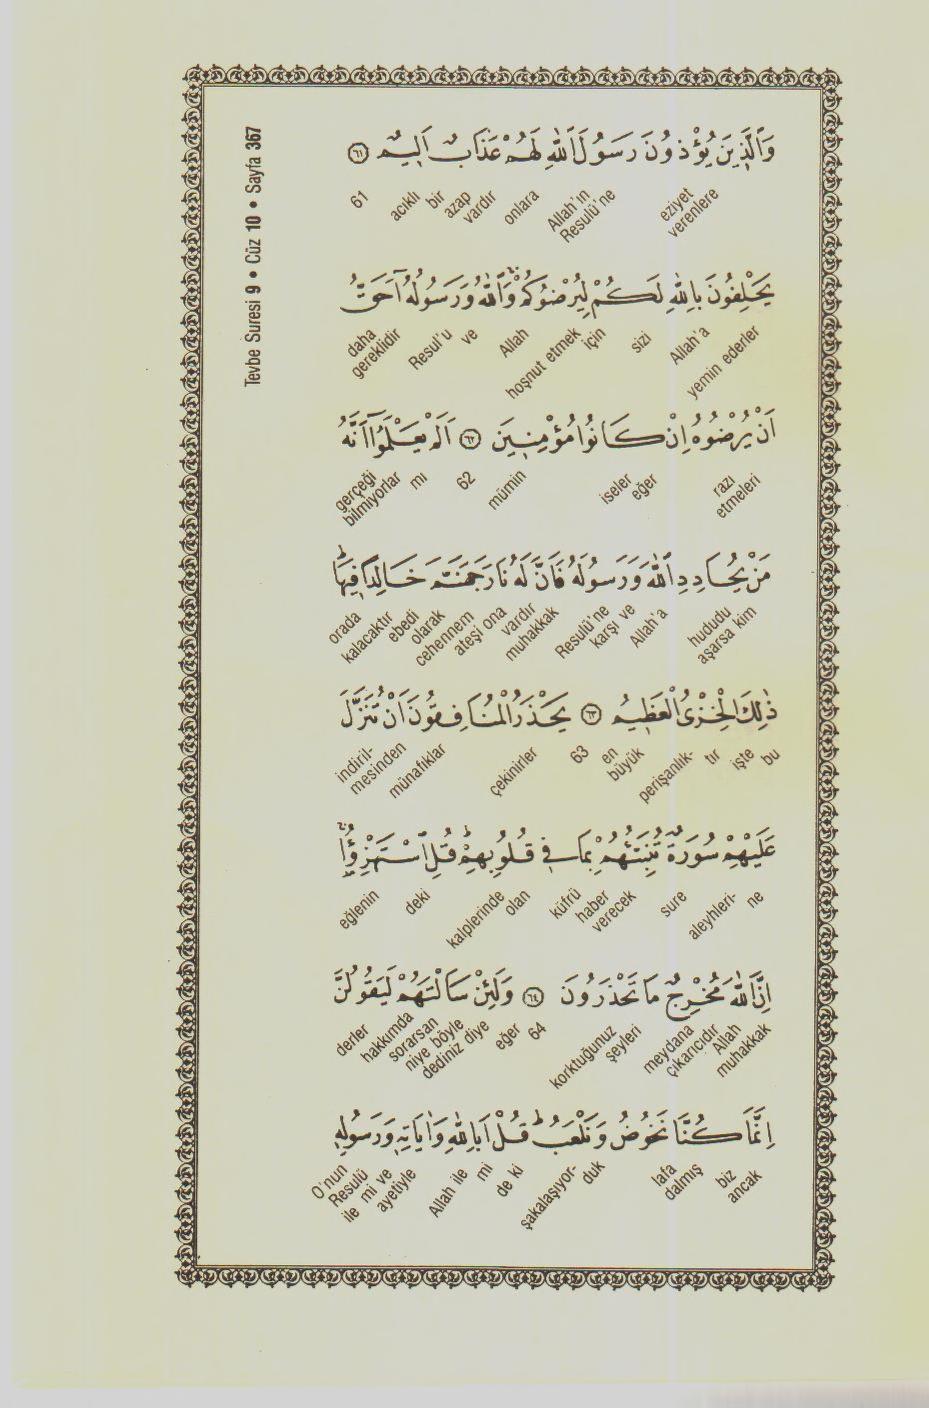 Tevbe Suresi 9 • Cüz 10 • Sayfa 367
وَالَّذِينَ يُؤْذُونَ رَسُولَ اللّٰهِ لَهُمْ عَذَابٌ اَلِيمٌ ﴿٦١﴾
eziyet verenlere Allah'ın Resulü'ne onlara vardır azap bir acıklı 61
يَحْلِفُونَ بِاللّٰهِ لَكُمْ لِيُرْضُوكُمْۚ وَاللّٰهُ وَرَسُولُهُٓ اَحَقُّ
yemin ederler Allah'a sizi için hoşnut etmek Allah ve Resul'u daha gereklidir
اَنْ يُرْضُوهُ اِنْ كَانُوا مُؤْمِنِينَ ﴿٦٢﴾ اَلَمْ يَعْلَمُٓوا اَنَّهُ
razı etmeleri eğer iseler mümin 62 mı gerçeği bilmiyorlar
مَنْ يُحَادِدِ اللّٰهَ وَرَسُولَهُ فَاَنَّ لَهُ نَارَ جَهَنَّمَ خَالِدًا فِيهَاۜ
hududu aşarsa kim Allah'a karşı ve Resulü'ne muhakkak vardır ateşi ona cehennem olarak ebedi kalacaktır orada
ذٰلِكَ الْخِزْيُ الْعَظِيمُ ﴿٦٣﴾ يَحْذَرُ الْمُنَافِقُونَ اَنْ تُنَزَّلَ
bu işte tır perişanlık- büyük en 63 çekinirler münafıklar indiril- mesinden
عَلَيْهِمْ سُورَةٌ تُنَبِّئُهُمْ بِمَا فِي قُلُوبِهِمْۜ قُلِ اسْتَهْزِؤُ۫اۚ
ne aleyhleri- sure haber verecek küfrü olan kalplerinde deki eğlenin
اِنَّ اللّٰهَ مُخْرِجٌ مَا تَحْذَرُونَ ﴿٦٤﴾ وَلَئِنْ سَاَلْتَهُمْ لَيَقُولُنَّ
muhakkak Allah çıkarıcıdır meydana şeyleri korktuğunuz 64 eğer dediniz diye niye böyle sorarsan hakkımda derler
اِنَّمَا كُنَّا نَخُوضُ وَنَلْعَبُۜ قُلْ اَبِاللّٰهِ وَاٰيَاتِهِ وَرَسُولِهِ
ancak biz dalmış lafa duk şakalaşıyor- de ki mi Allah ile ayetiyle mi ve ile Resulü O'nun